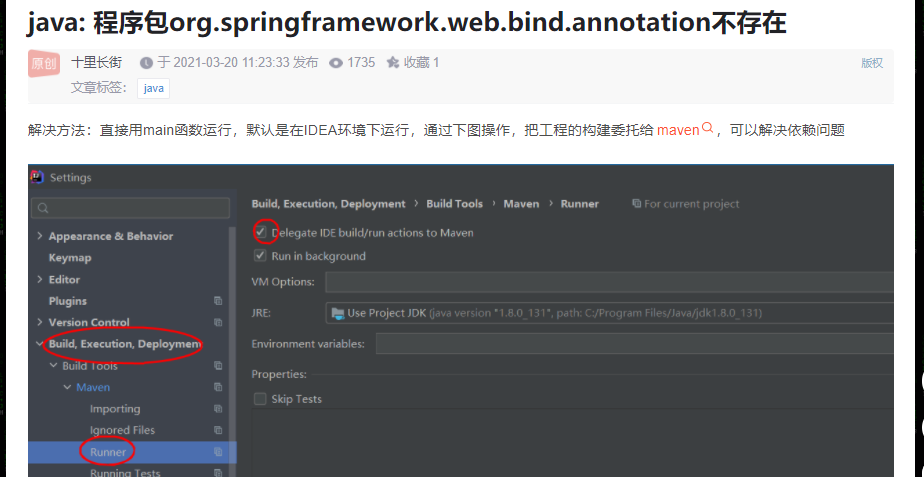 java: 程序包org.springframework.web.bind.annotation不存在
原创 十里长街 于 2021-03-20 11:23:33 发布 1735 收藏 1 版权
文章标签： java
解决方法：直接用main函数运行，默认是在IDEA环境下运行，通过下图操作，把工程的构建委托给 maven，可以解决依赖问题
Settings
Build, Execution, Deployment › Build Tools › Maven › Runner For current project
Appearance & Behavior
Keymap
Editor
Plugins
Version Control
Build, Execution, Deployment
Build Tools
Maven
Importing
Ignored Files
Runner
Running Tests
Delegate IDE build/run actions to Maven
Run in background
VM Options:
JRE: Use Project JDK (java version "1.8.0_131", path: C:/Program Files/Java/jdk1.8.0_131)
Environment variables:
Properties:
Skip Tests